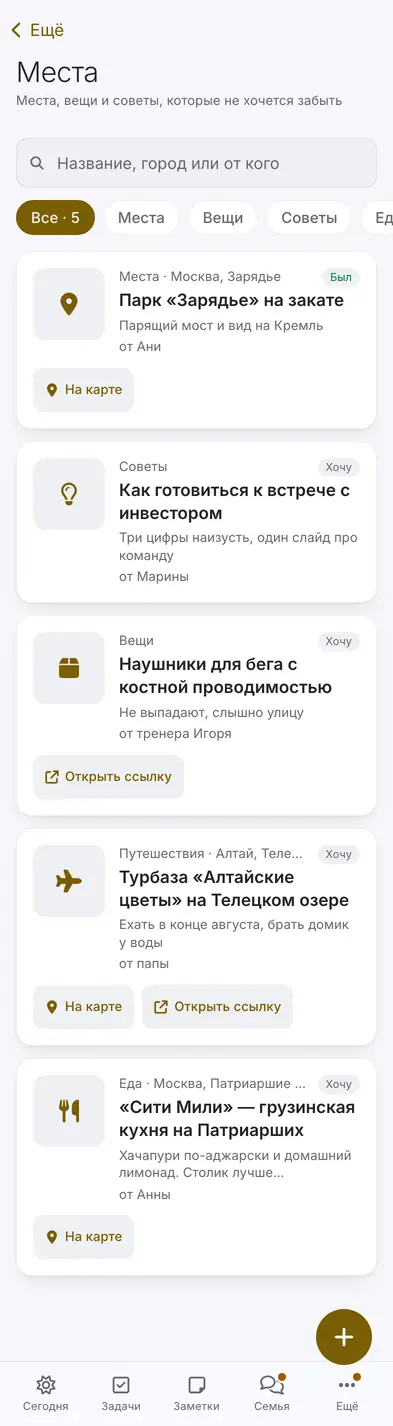 Ещё
Места
Места, вещи и советы, которые не хочется забыть
Название, город или от кого
Все · 5
Места
Вещи
Советы
Ед
Места · Москва, Зарядье
Был
Парк «Зарядье» на закате
Парящий мост и вид на Кремль
от Ани
На карте
Советы
Хочу
Как готовиться к встрече с
инвестором
Три цифры наизусть, один слайд про
команду
от Марины
Вещи
Хочу
Наушники для бега с
костной проводимостью
Не выпадают, слышно улицу
от тренера Игоря
Открыть ссылку
Путешествия · Алтай, Теле...
Хочу
Турбаза «Алтайские
цветы» на Телецком озере
Ехать в конце августа, брать домик
у воды
от папы
На карте
Открыть ссылку
Еда · Москва, Патриаршие ...
Хочу
«Сити Мили» — грузинская
кухня на Патриарших
Хачапури по-аджарски и домашний
лимонад. Столик лучше...
от Анны
На карте
Сегодня
Задачи
Заметки
Семья
Ещё